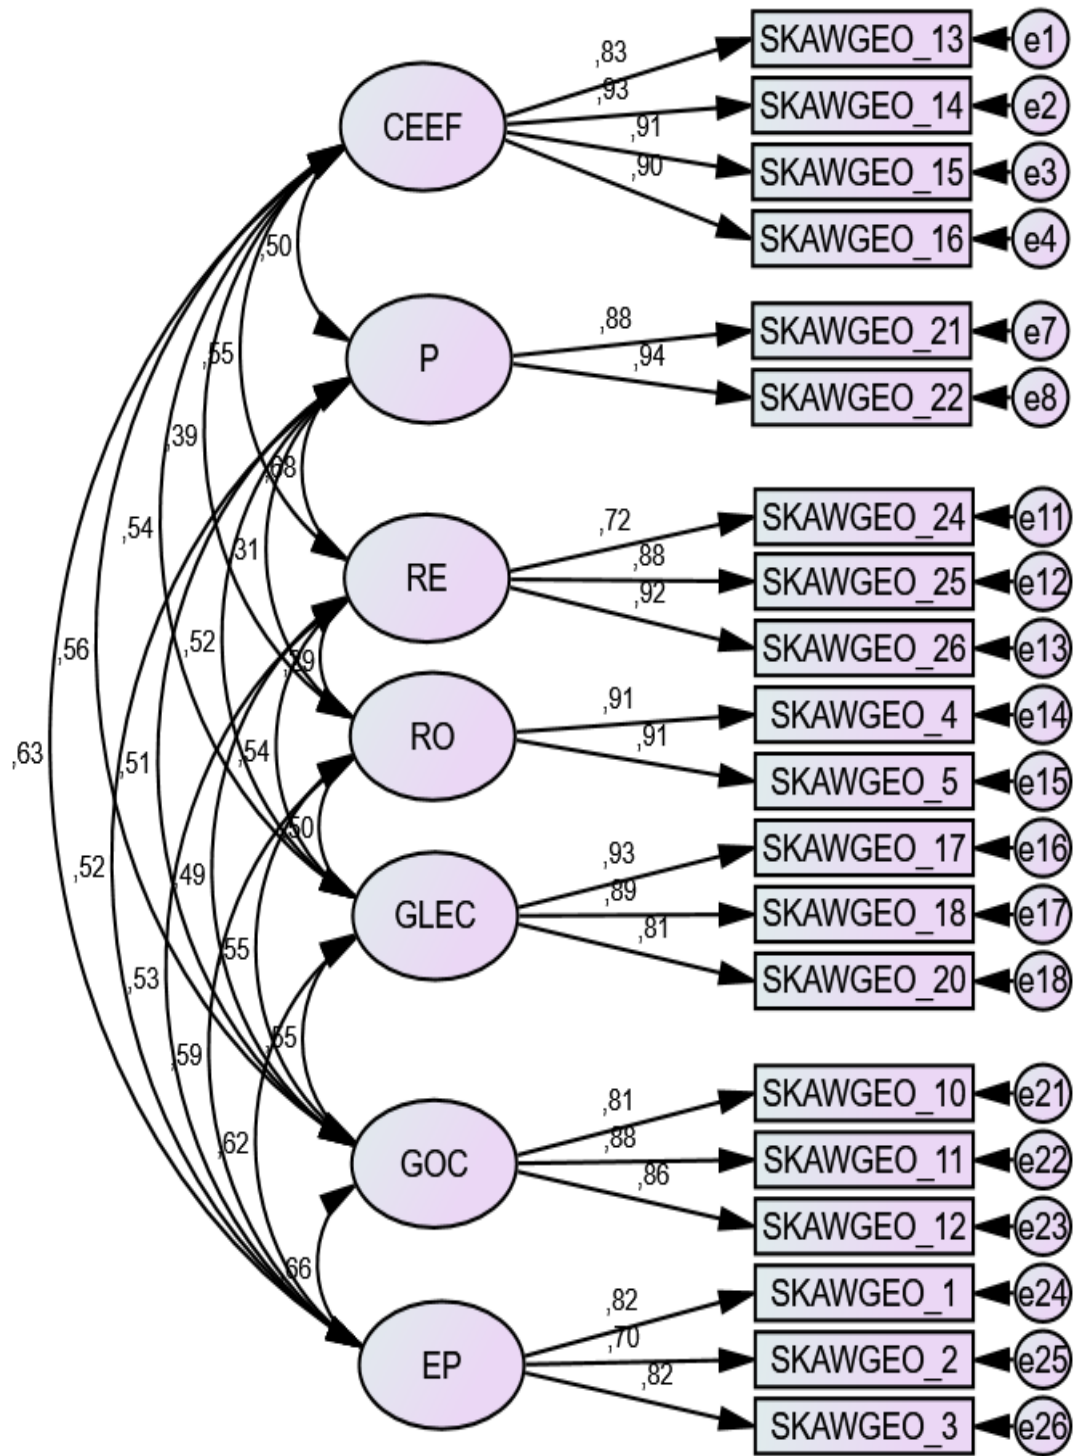 SKAWGEO_13 e1
,83
,93
SKAWGEO_14 e2
CEEF
,91
SKAWGEO_15 e3
,90
SKAWGEO_16 e4
,50
,88
SKAWGEO_21 e7
,55
P
,94
SKAWGEO_22 e8
,39
,68
SKAWGEO_24 e11
,72
,54
,31
,88
RE
SKAWGEO_25 e12
,92
,56
,52
SKAWGEO_26 e13
,29
,91
SKAWGEO_4 e14
RO
,91
,63
,51
,54
SKAWGEO_5 e15
,50
,93
SKAWGEO_17 e16
,52
,49
,89
GLEC
SKAWGEO_18 e17
,81
,55
SKAWGEO_20 e18
,53
,55
,59
SKAWGEO_10 e21
,81
,62
,88
GOC
SKAWGEO_11 e22
,86
SKAWGEO_12 e23
,66
SKAWGEO_1 e24
,82
,70
EP
SKAWGEO_2 e25
,82
SKAWGEO_3 e26